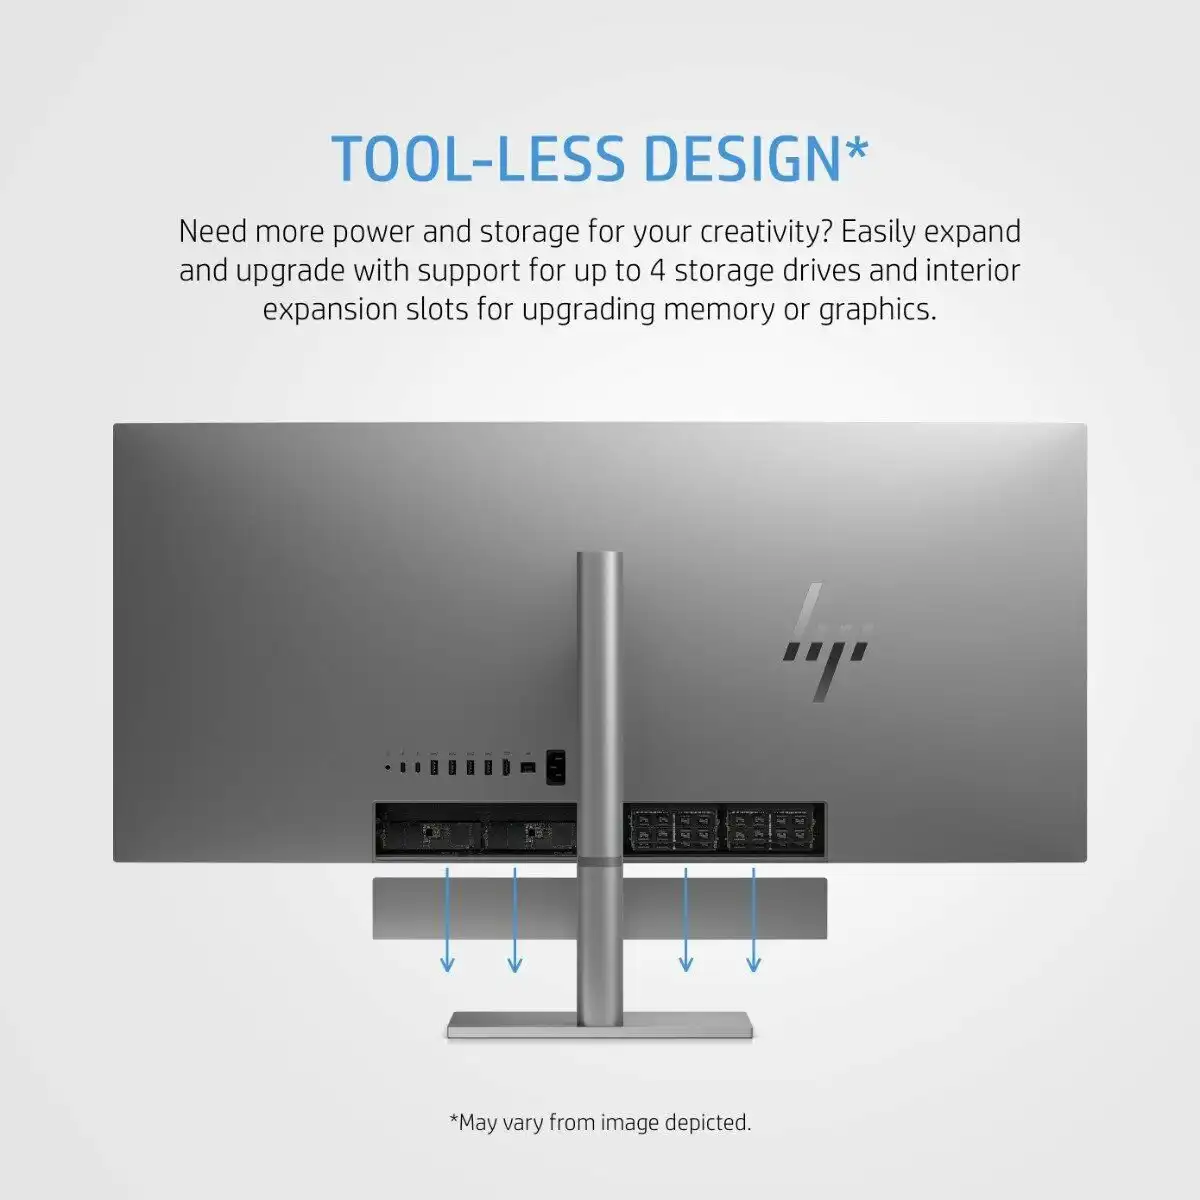 TOOL-LESS DESIGN*
Need more power and storage for your creativity? Easily expand
and upgrade with support for up to 4 storage drives and interior
expansion slots for upgrading memory or graphics.
hp
*May vary from image depicted.